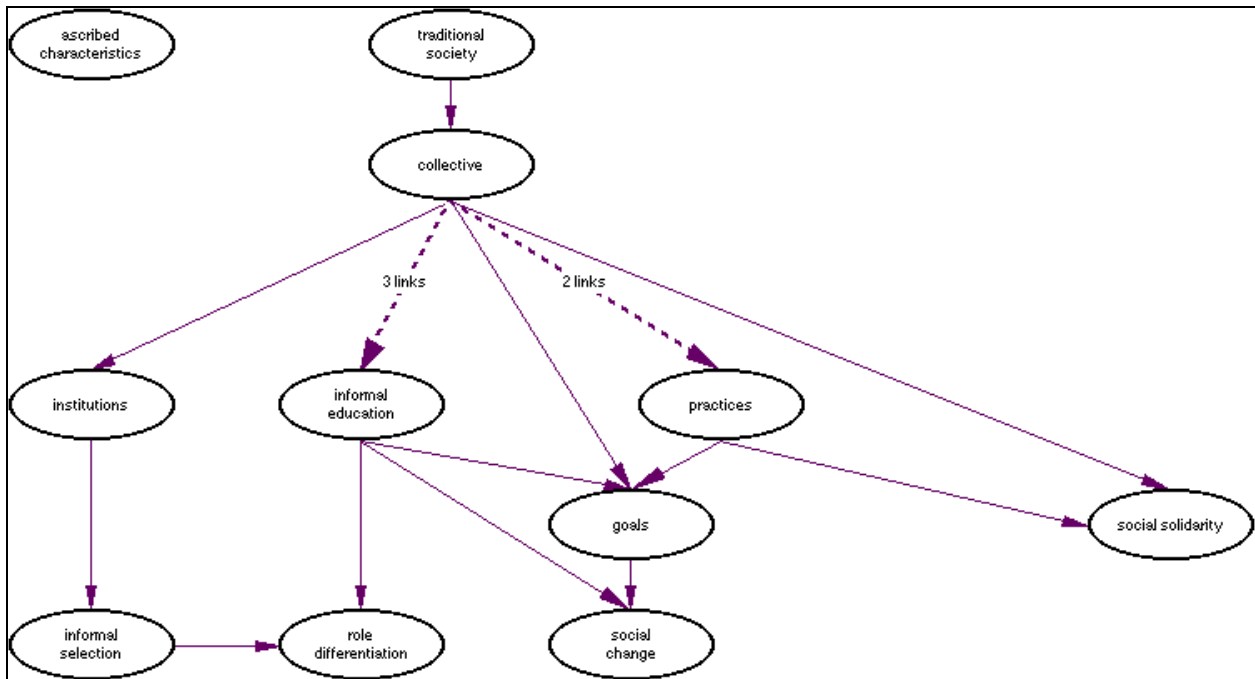 ascribed
characteristics
traditional
society
collective
3 links
2 links
institutions
informal
education
practices
goals
social solidarity
informal
selection
role
differentiation
social
change